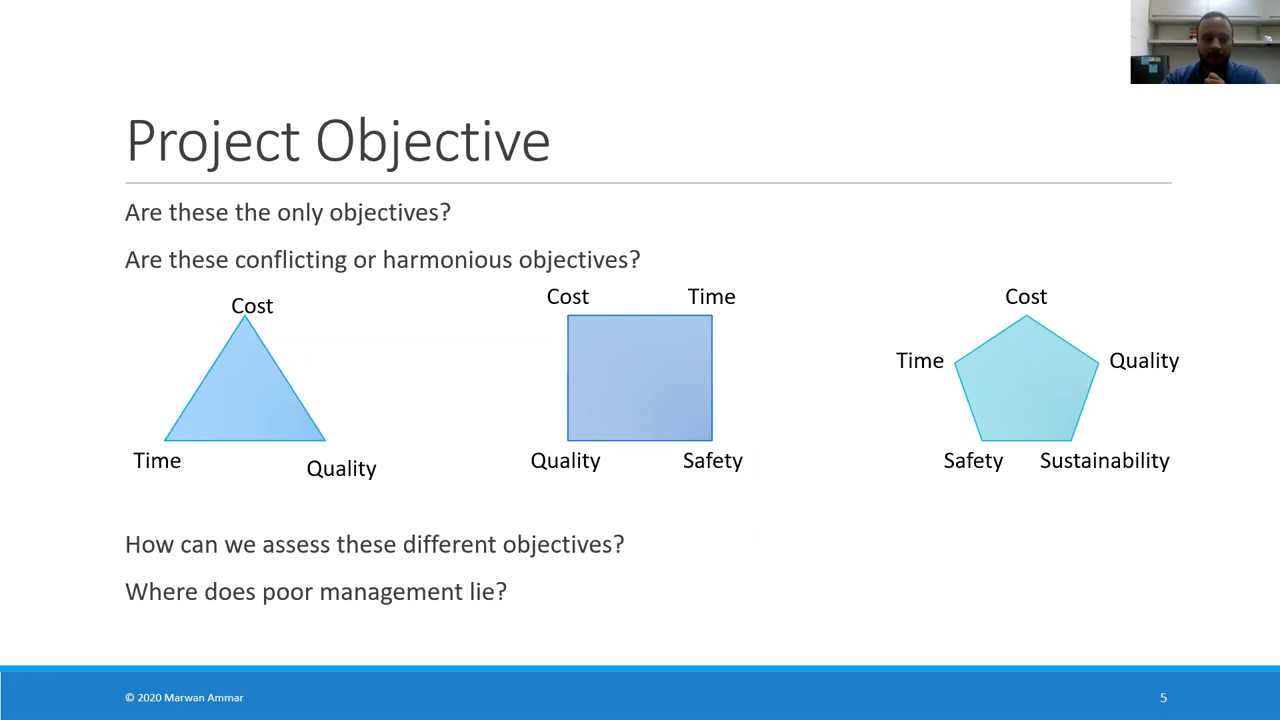 Project Objective
Are these the only objectives?
Are these conflicting or harmonious objectives?
Cost
Time
Quality
Cost
Time
Quality
Safety
Cost
Time
Quality
Safety
Sustainability
How can we assess these different objectives?
Where does poor management lie?
© 2020 Marwan Ammar
5